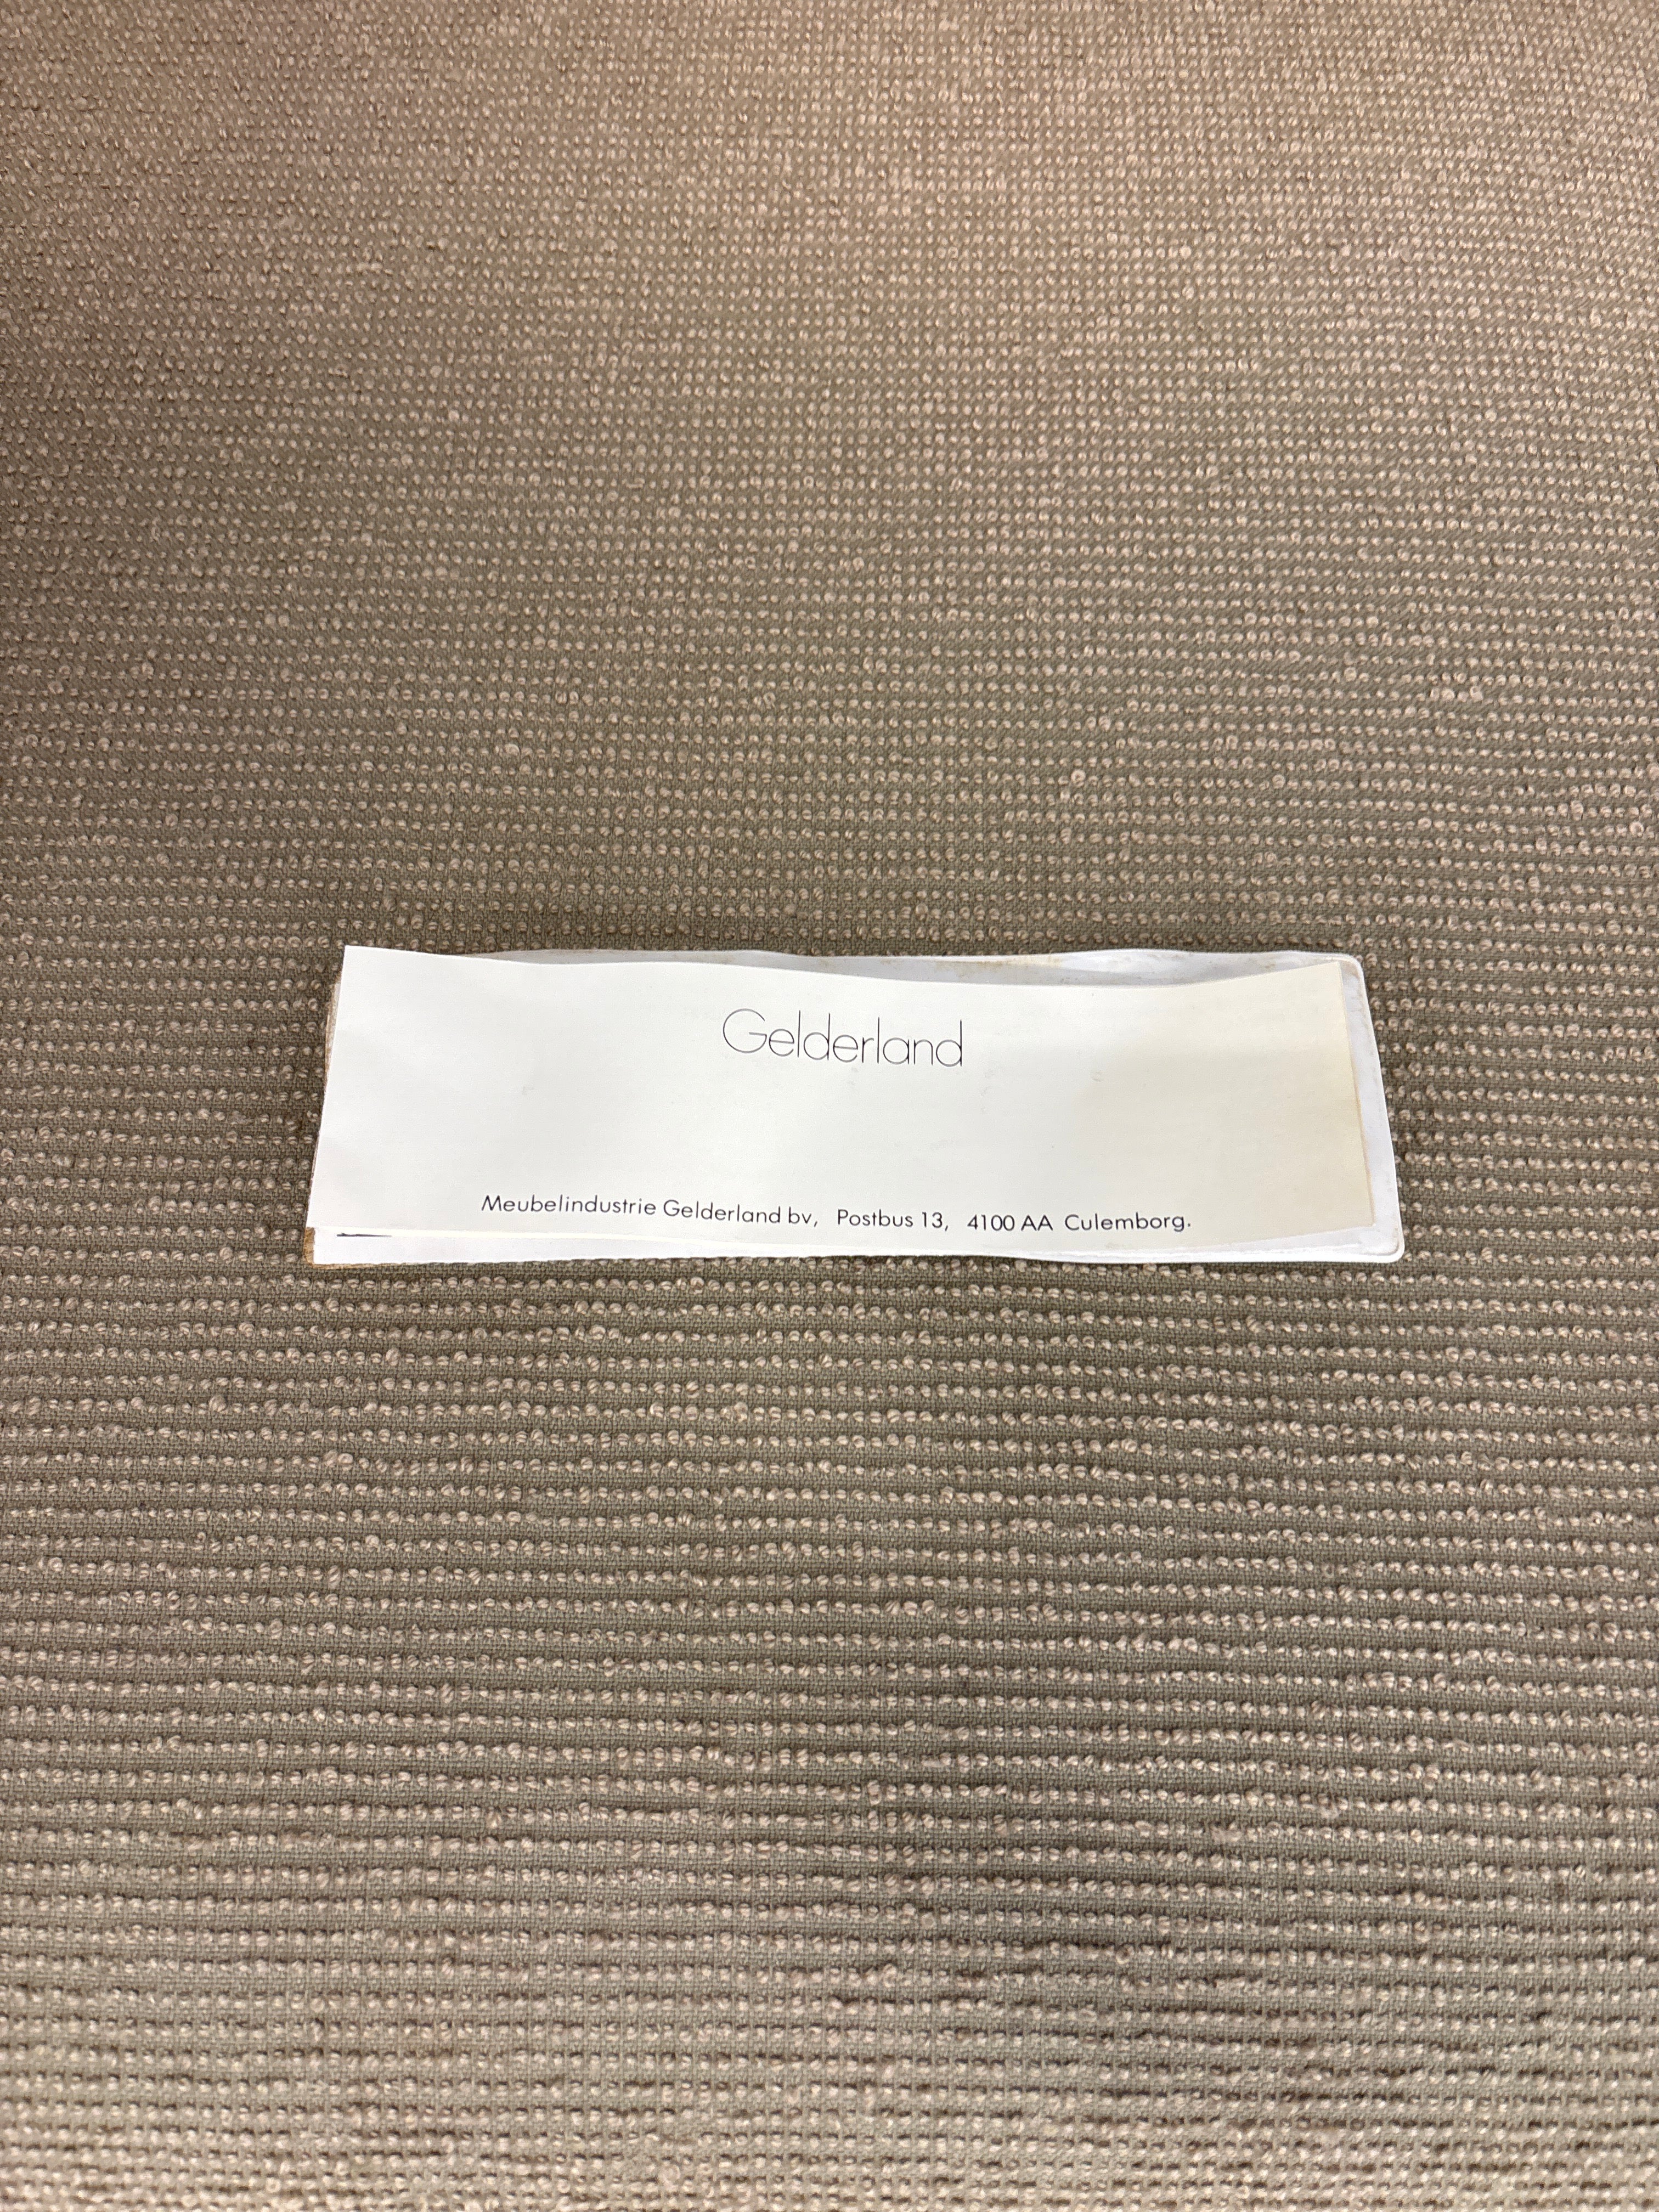 Gelderland
Meubelindustrie Gelderland bv, Postbus 13, 4100 AA Culemborg.